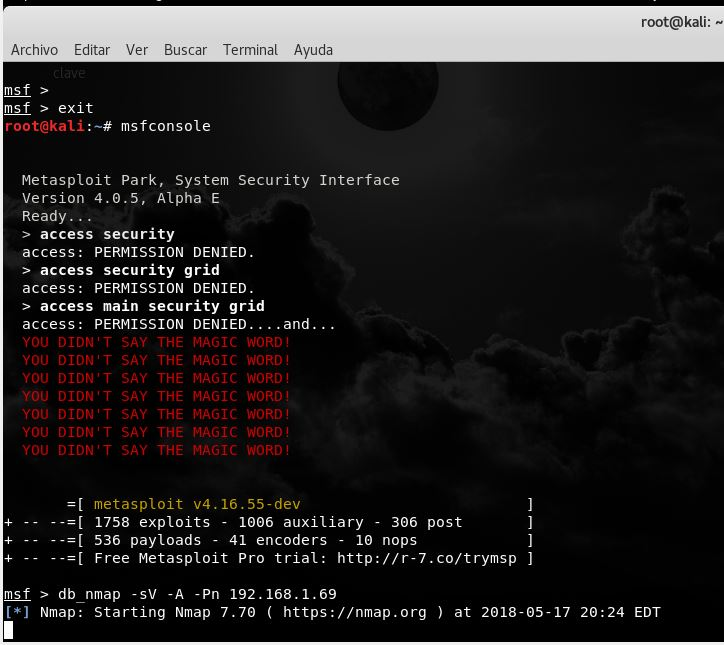 root@kali: ~
Archivo Editar Ver Buscar Terminal Ayuda
clave
msf >
msf > exit
root@kali:~# msfconsole
Metasploit Park, System Security Interface
Version 4.0.5, Alpha E
Ready...
> access security
access: PERMISSION DENIED.
> access security grid
access: PERMISSION DENIED.
> access main security grid
access: PERMISSION DENIED....and...
YOU DIDN'T SAY THE MAGIC WORD!
YOU DIDN'T SAY THE MAGIC WORD!
YOU DIDN'T SAY THE MAGIC WORD!
YOU DIDN'T SAY THE MAGIC WORD!
YOU DIDN'T SAY THE MAGIC WORD!
YOU DIDN'T SAY THE MAGIC WORD!
YOU DIDN'T SAY THE MAGIC WORD!
=[ metasploit v4.16.55-dev ]
+ -- --=[ 1758 exploits - 1006 auxiliary - 306 post ]
+ -- --=[ 536 payloads - 41 encoders - 10 nops ]
+ -- --=[ Free Metasploit Pro trial: http://r-7.co/trymsp ]
msf > db_nmap -sV -A -Pn 192.168.1.69
[*] Nmap: Starting Nmap 7.70 ( https://nmap.org ) at 2018-05-17 20:24 EDT